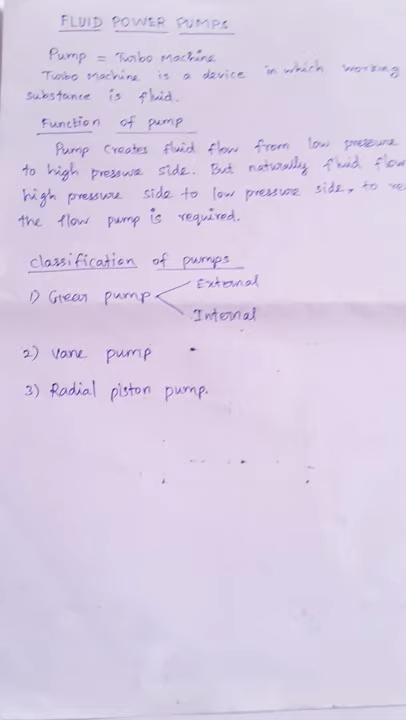 FLUID POWER PUMPS
Pump = Turbo Machine
Turbo Machine is a device in which working
substance is fluid.
Function of pump
Pump creates fluid flow from low pressure
to high pressure side. But naturally fluid flow
high pressure side to low pressure side, to re
the flow pump is required.
Classification of pumps
1) Gear pump
External
Internal
2) Vane pump
3) Radial piston pump.